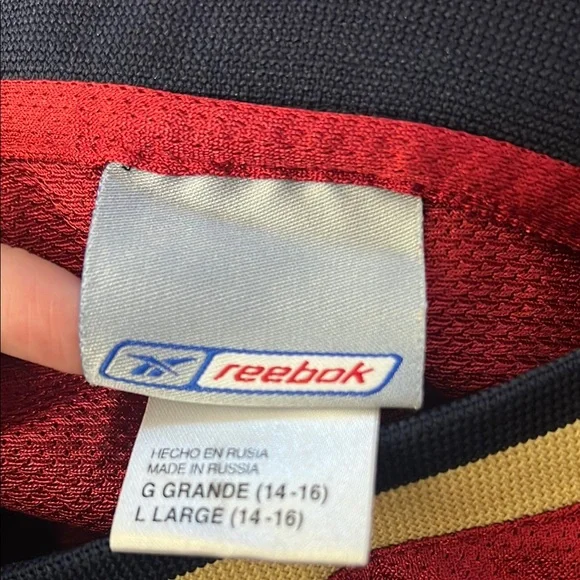 reebok
HECHO EN RUSIA
MADE IN RUSSIA
G GRANDE (14-16)
L LARGE (14-16)